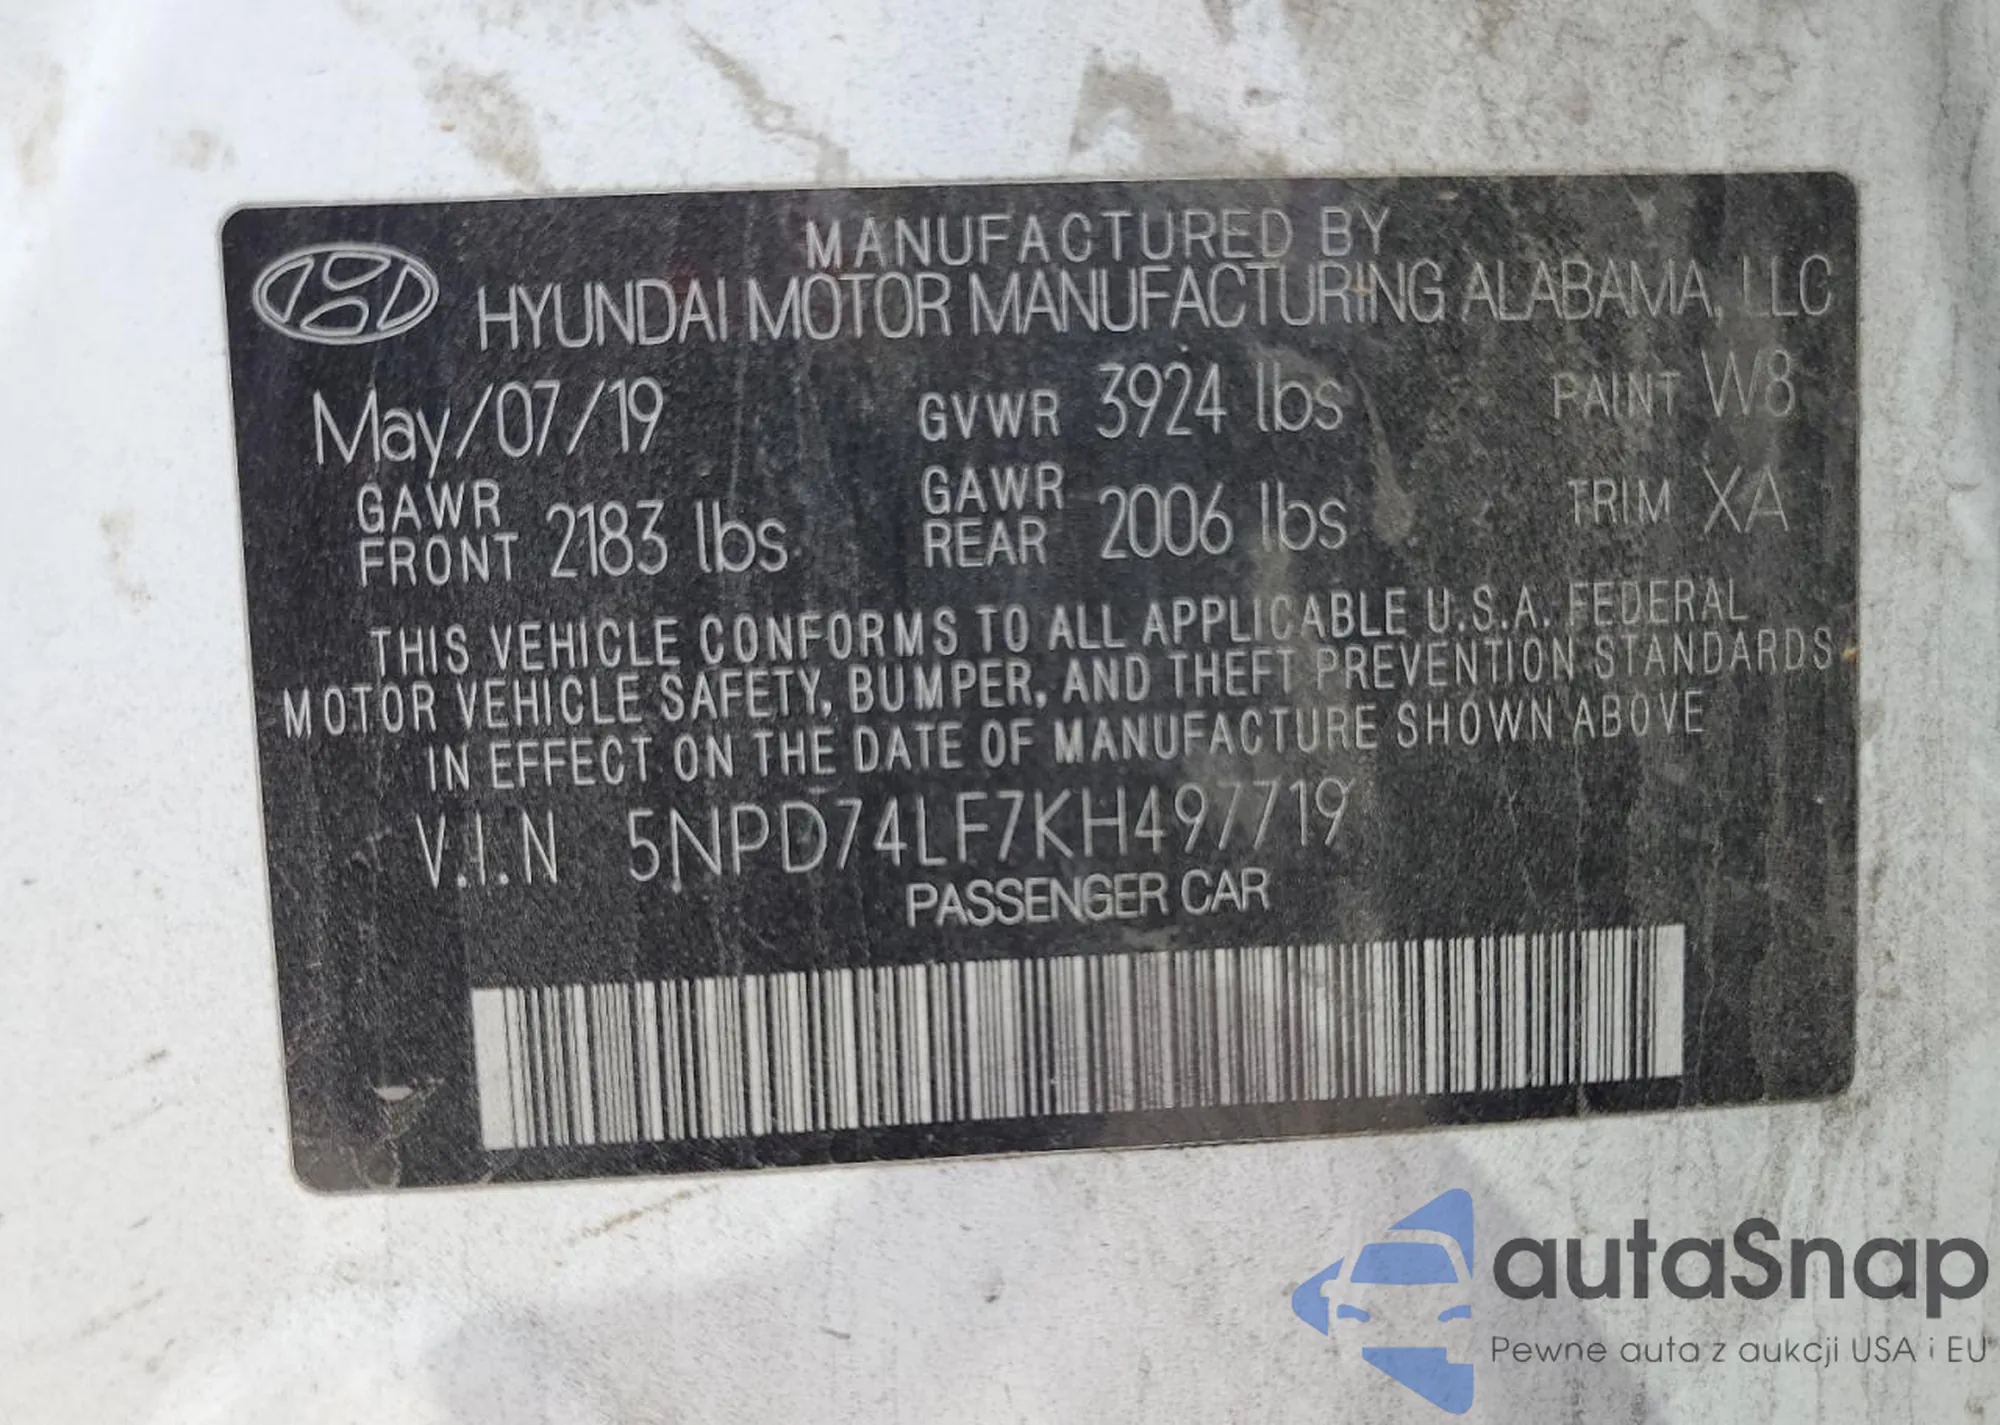 MANUFACTURED BY
HYUNDAI MOTOR MANUFACTURING ALABAMA, LLC
May/07/19 GVWR 3924 lbs PAINT W8
GAWR FRONT 2183 lbs GAWR REAR 2006 lbs TRIM XA
THIS VEHICLE CONFORMS TO ALL APPLICABLE U.S.A. FEDERAL
MOTOR VEHICLE SAFETY, BUMPER, AND THEFT PREVENTION STANDARDS
IN EFFECT ON THE DATE OF MANUFACTURE SHOWN ABOVE
V.I.N 5NPD74LF7KH497719
PASSENGER CAR
autaSnap
Pewne auta z aukcji USA i EU